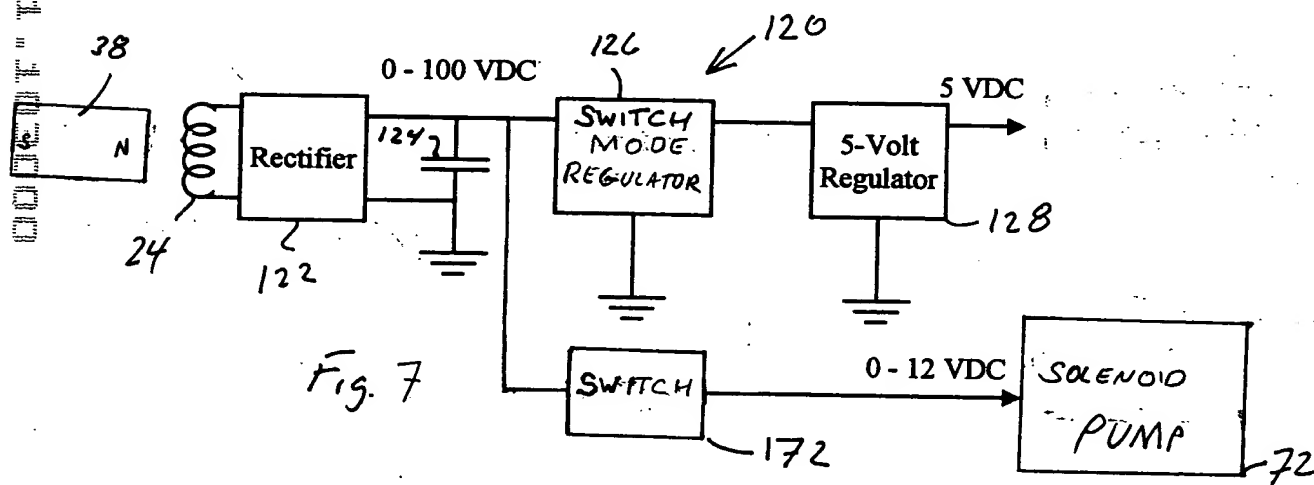 120
38
126
0 - 100 VDC
5 VDC
S
N
124
Rectifier
SWITCH
MODE
REGULATOR
5-Volt
Regulator
24
122
128
Fig. 7
SWITCH
0 - 12 VDC
SOLENOID
PUMP
172
72